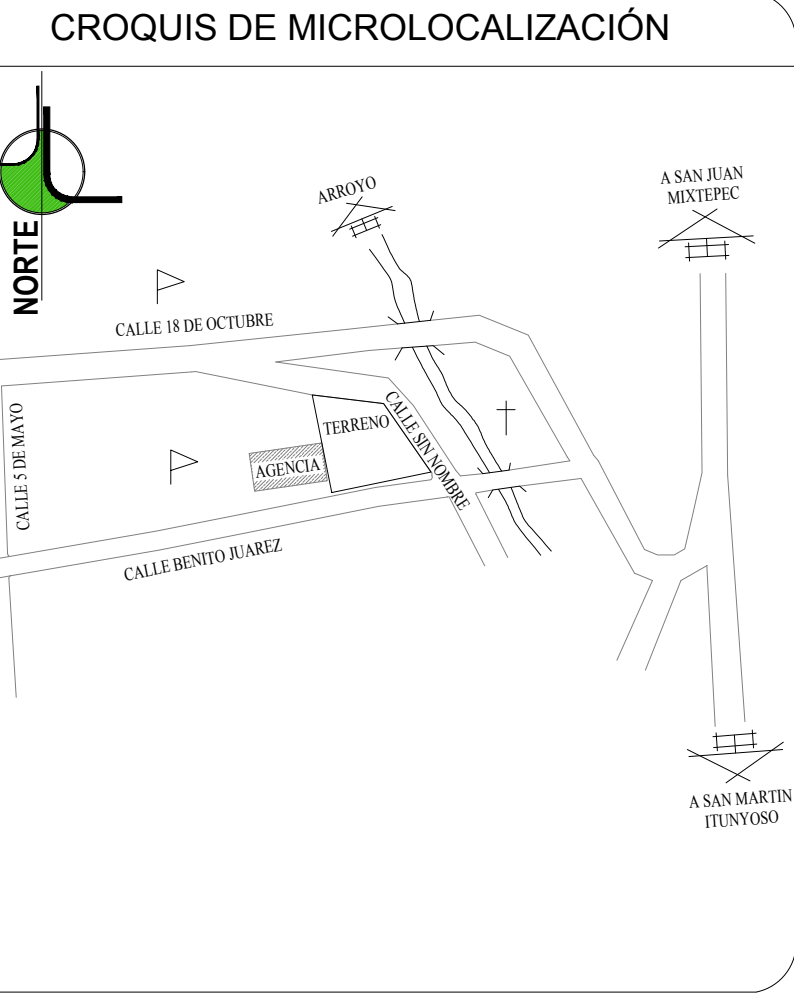 CROQUIS DE MICROLOCALIZACIÓN
NORTE
ARROYO
A SAN JUAN
MIXTEPEC
CALLE 18 DE OCTUBRE
CALLE 5 DE MAYO
TERRENO
CALLE SIN NOMBRE
AGENCIA
CALLE BENITO JUAREZ
A SAN MARTIN
ITUNYOSO